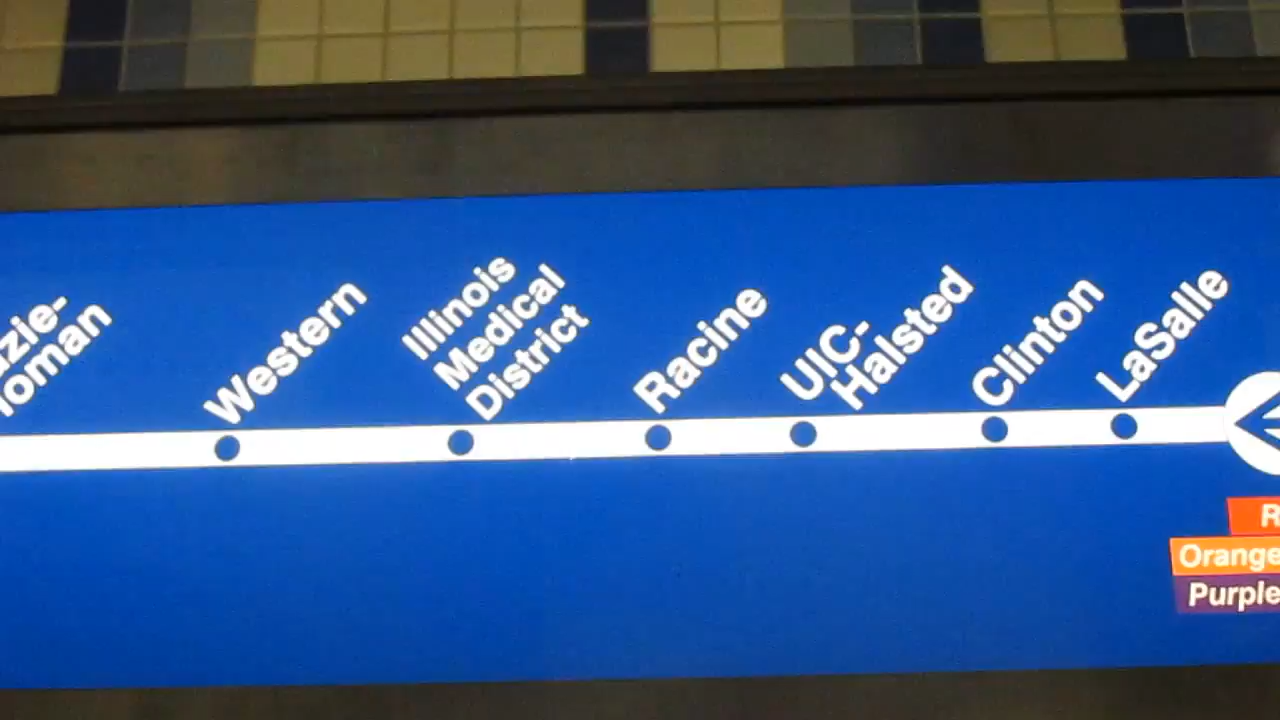 Western
Illinois
Medical
District
Racine
UIC-
Halsted
Clinton
LaSalle
Orange
Purple